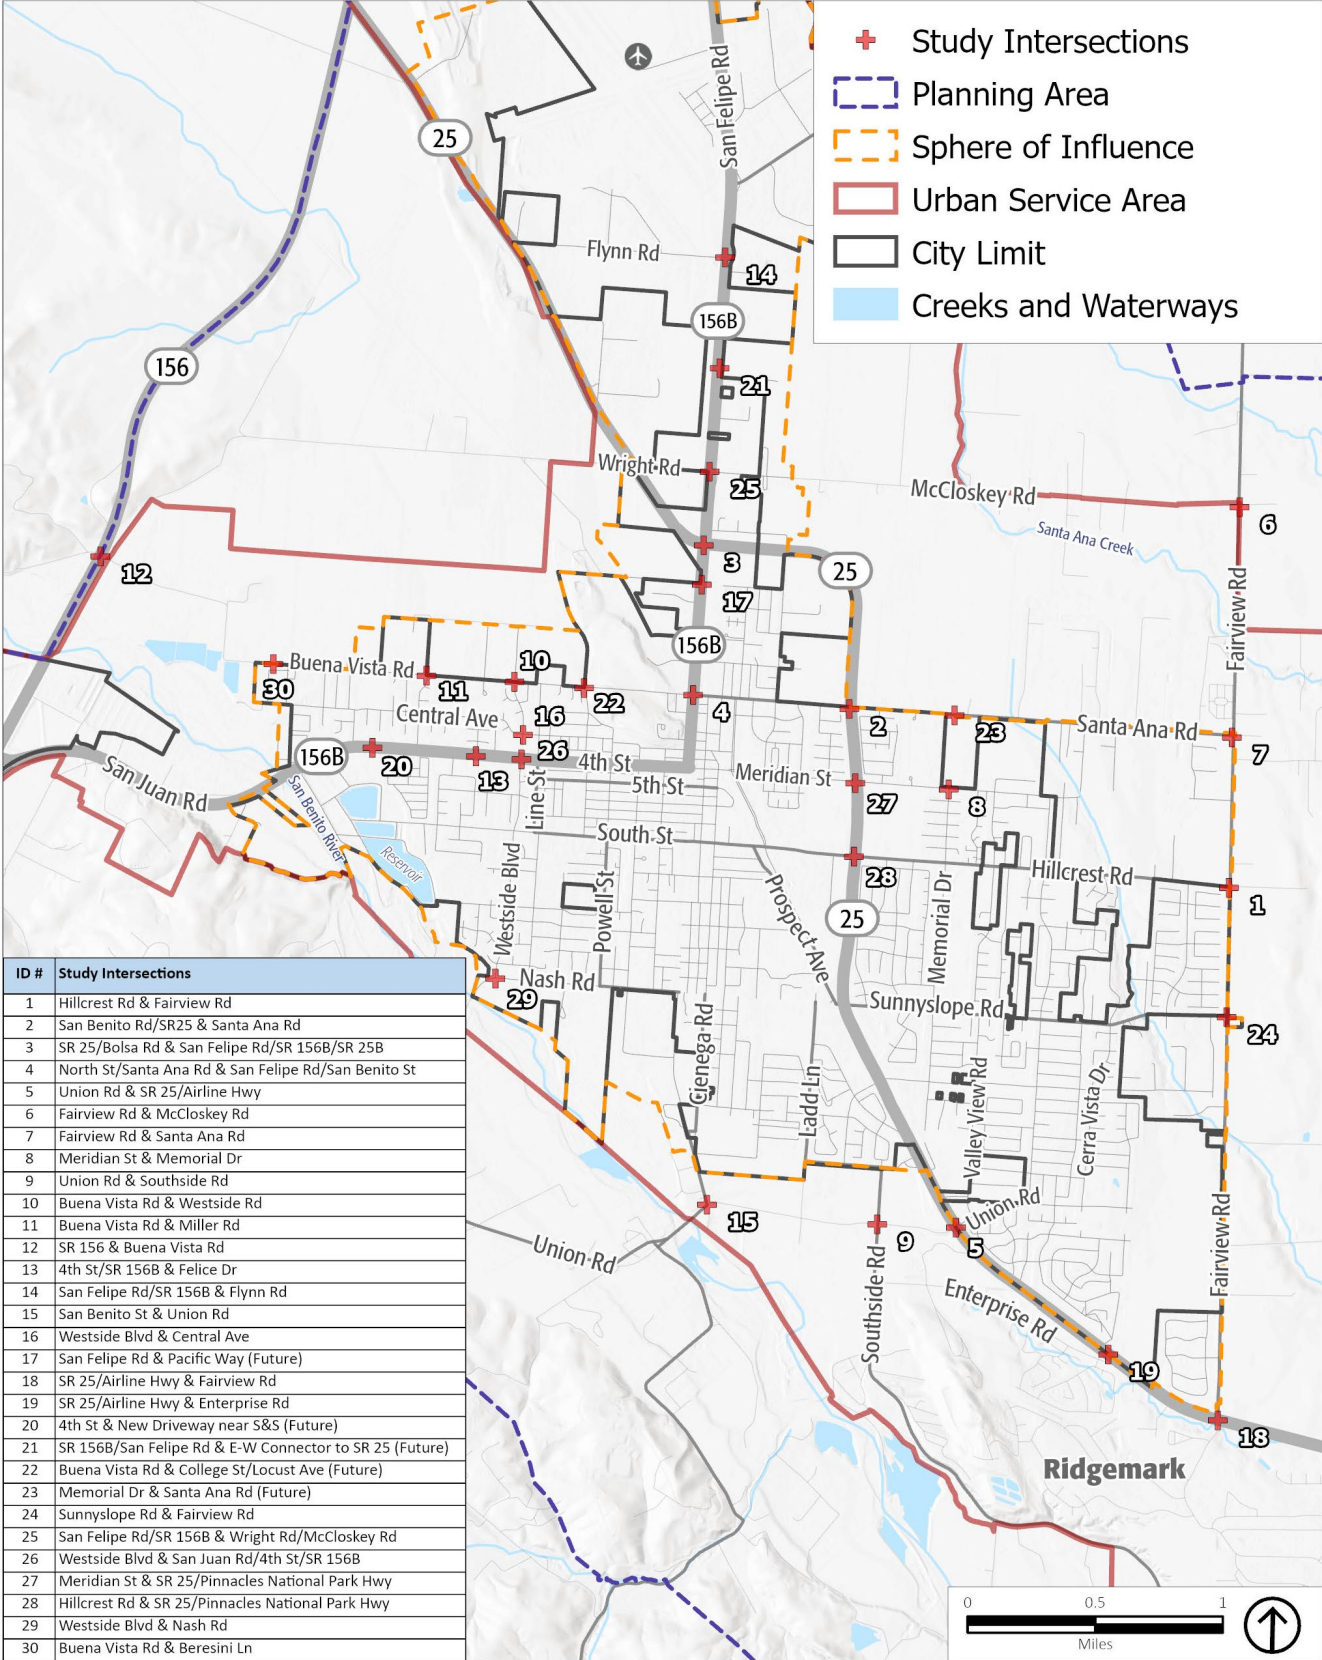 Study Intersections
Planning Area
Sphere of Influence
Urban Service Area
City Limit
Creeks and Waterways
San Felipe Rd
25
Flynn Rd
14
156B
156
21
Wright Rd
25
McCloskey Rd
6
Santa Ana Creek
3
12
25
17
Fairview Rd
156B
10
Buena Vista Rd
11
30
22
4
Central Ave
16
2
23
Santa Ana Rd
7
156B
20
13
26
4th St
5th St
Meridian St
27
8
San Juan Rd
San Benito River
Line St
South St
Reservoir
28
Hillcrest Rd
1
Westside Blvd
Powell St
Prospect Ave
25
Memorial Dr
Nash Rd
29
Sunnyslope Rd
24
Cienega Rd
Ladd Ln
Valley View Rd
Cerra Vista Dr
15
9
Union Rd
5
Union Rd
Southside Rd
Enterprise Rd
Fairview Rd
19
18
Ridgemark
ID # Study Intersections
1 Hillcrest Rd & Fairview Rd
2 San Benito Rd/SR25 & Santa Ana Rd
3 SR 25/Bolsa Rd & San Felipe Rd/SR 156B/SR 25B
4 North St/Santa Ana Rd & San Felipe Rd/San Benito St
5 Union Rd & SR 25/Airline Hwy
6 Fairview Rd & McCloskey Rd
7 Fairview Rd & Santa Ana Rd
8 Meridian St & Memorial Dr
9 Union Rd & Southside Rd
10 Buena Vista Rd & Westside Rd
11 Buena Vista Rd & Miller Rd
12 SR 156 & Buena Vista Rd
13 4th St/SR 156B & Felice Dr
14 San Felipe Rd/SR 156B & Flynn Rd
15 San Benito St & Union Rd
16 Westside Blvd & Central Ave
17 San Felipe Rd & Pacific Way (Future)
18 SR 25/Airline Hwy & Fairview Rd
19 SR 25/Airline Hwy & Enterprise Rd
20 4th St & New Driveway near S&S (Future)
21 SR 156B/San Felipe Rd & E-W Connector to SR 25 (Future)
22 Buena Vista Rd & College St/Locust Ave (Future)
23 Memorial Dr & Santa Ana Rd (Future)
24 Sunnyslope Rd & Fairview Rd
25 San Felipe Rd/SR 156B & Wright Rd/McCloskey Rd
26 Westside Blvd & San Juan Rd/4th St/SR 156B
27 Meridian St & SR 25/Pinnacles National Park Hwy
28 Hillcrest Rd & SR 25/Pinnacles National Park Hwy
29 Westside Blvd & Nash Rd
30 Buena Vista Rd & Beresini Ln
0 0.5 1
Miles